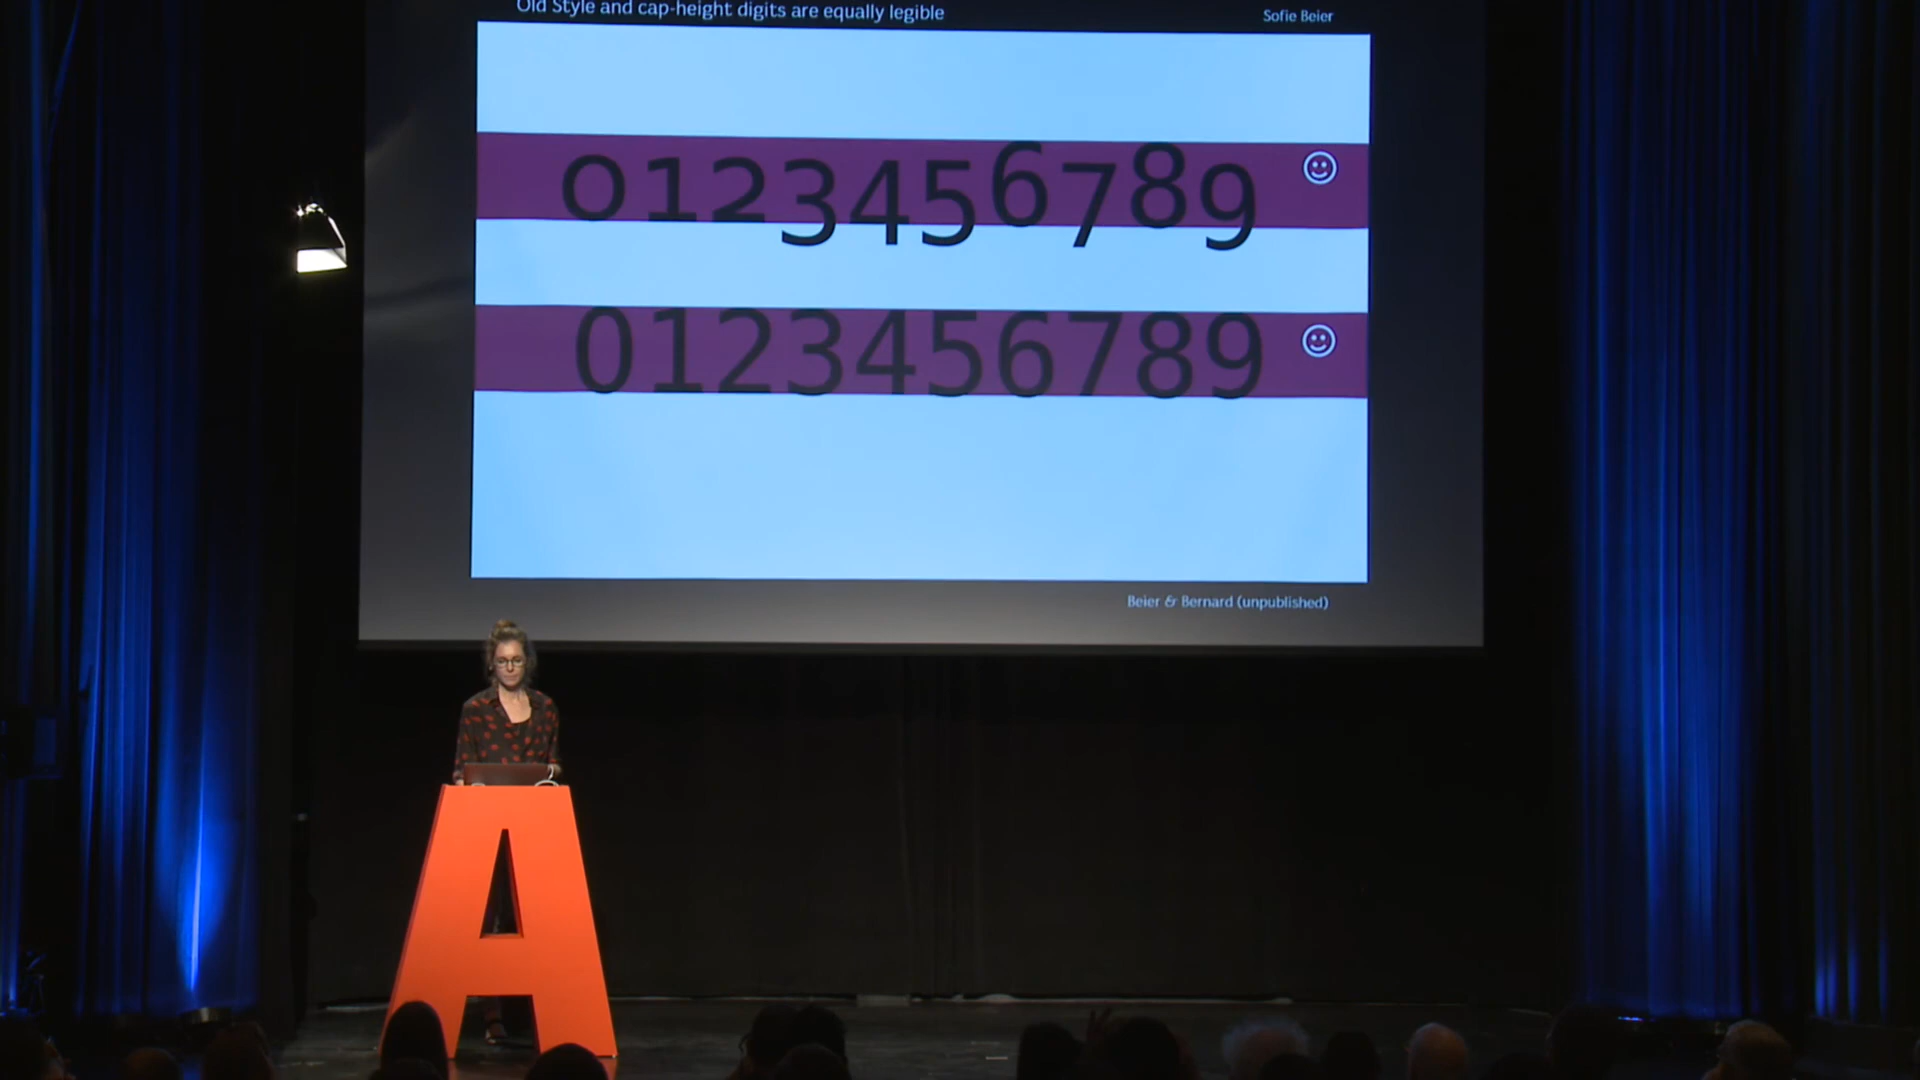 Old Style and cap-height digits are equally legible
Sofie Beier
0123456789
0123456789
Beier & Bernard (unpublished)
A